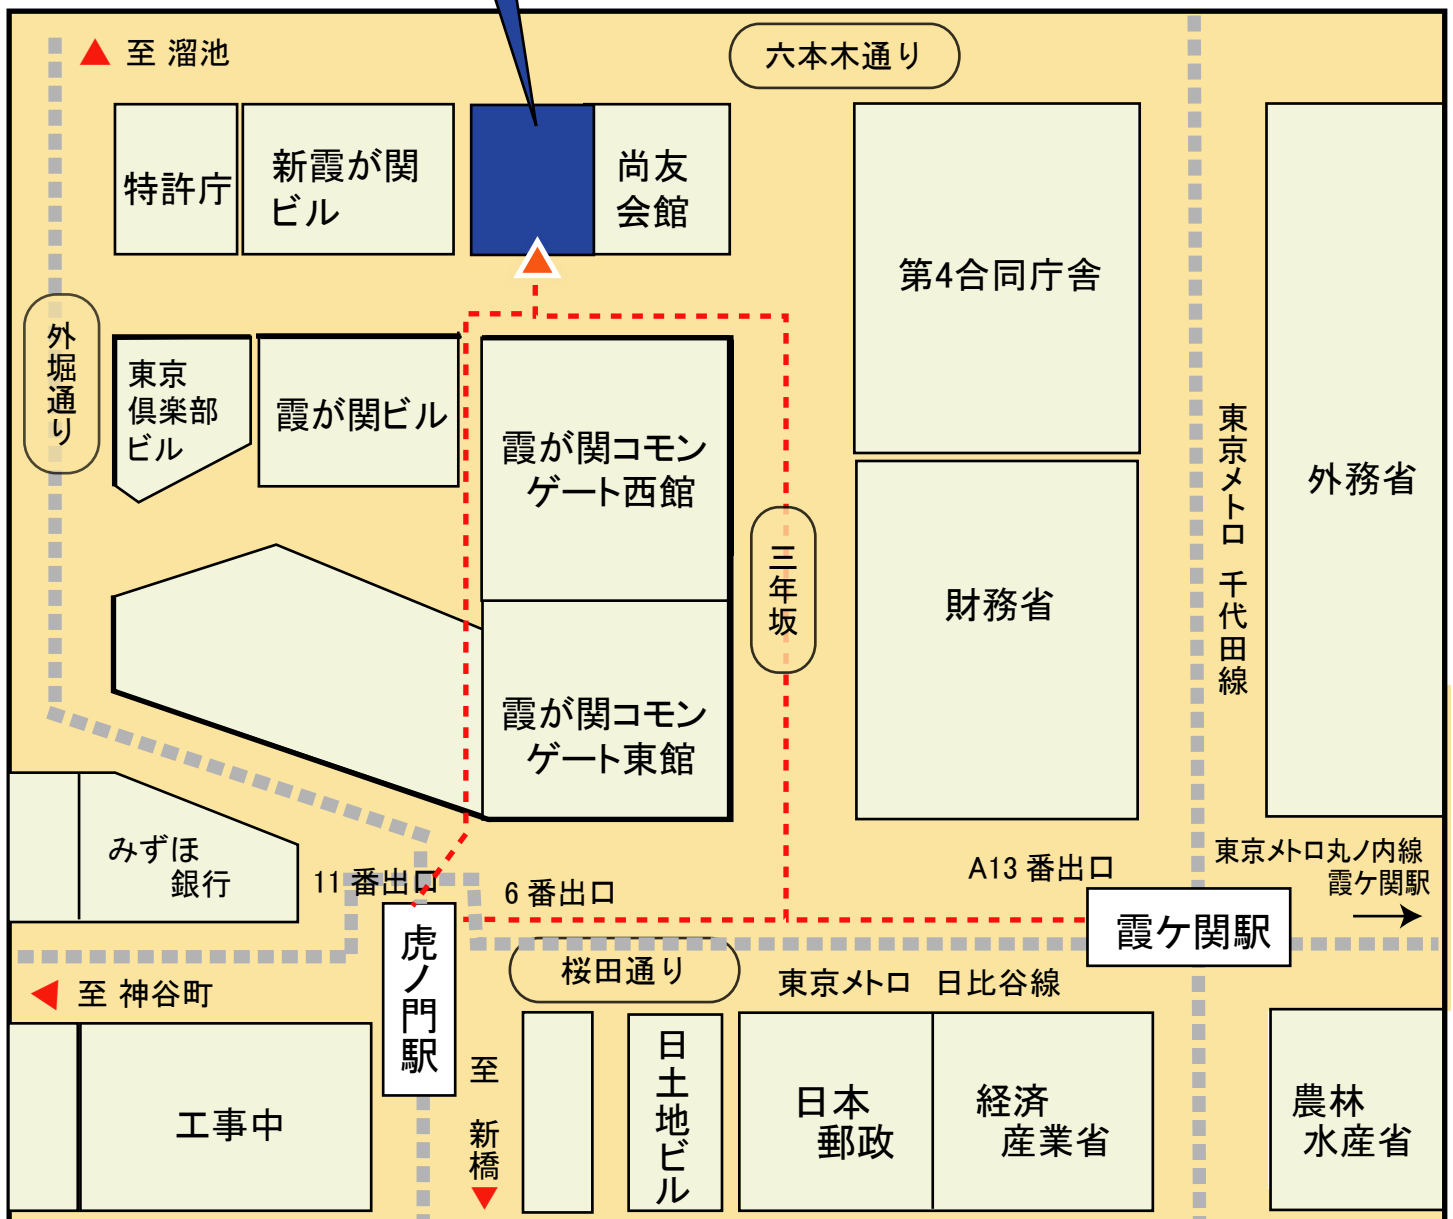 至 溜池
六本木通り
特許庁
新霞が関
ビル
尚友
会館
第4合同庁舎
外堀通り
東京
倶楽部
ビル
霞が関ビル
霞が関コモン
ゲート西館
三年坂
財務省
東京メトロ 千代田線
外務省
霞が関コモン
ゲート東館
みずほ
銀行
11 番出口
6 番出口
A13 番出口
東京メトロ丸ノ内線
霞ケ関駅
霞ケ関駅
虎ノ門駅
桜田通り
東京メトロ 日比谷線
至 神谷町
至 新橋
工事中
日土地ビル
日本
郵政
経済
産業省
農林
水産省